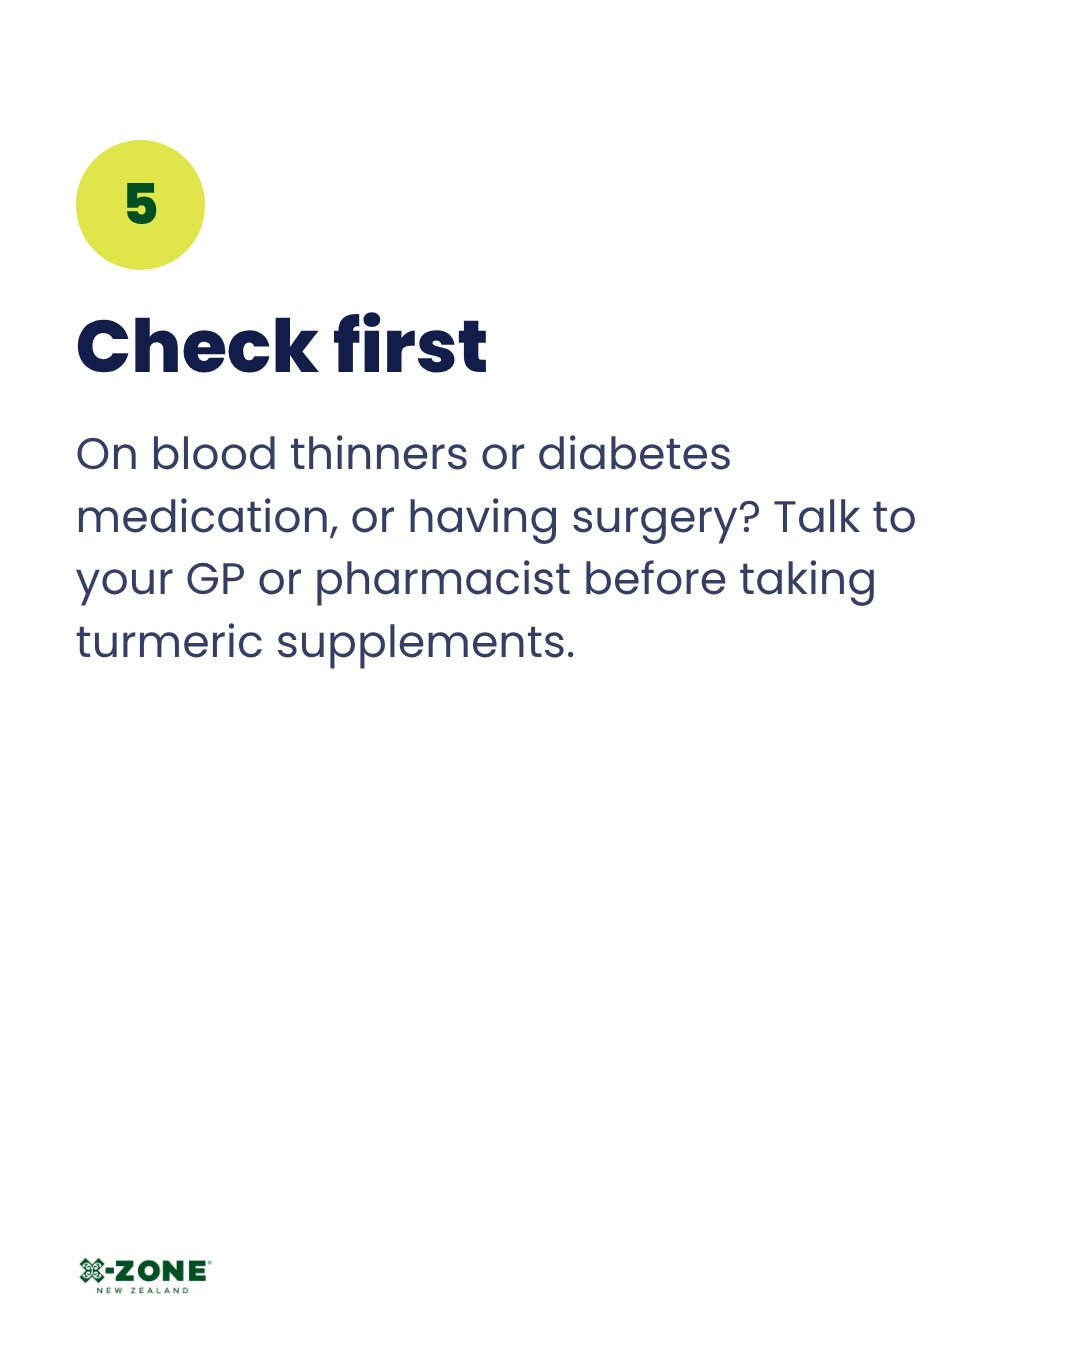 5
Check first
On blood thinners or diabetes
medication, or having surgery? Talk to
your GP or pharmacist before taking
turmeric supplements.
X-ZONE
NEW ZEALAND